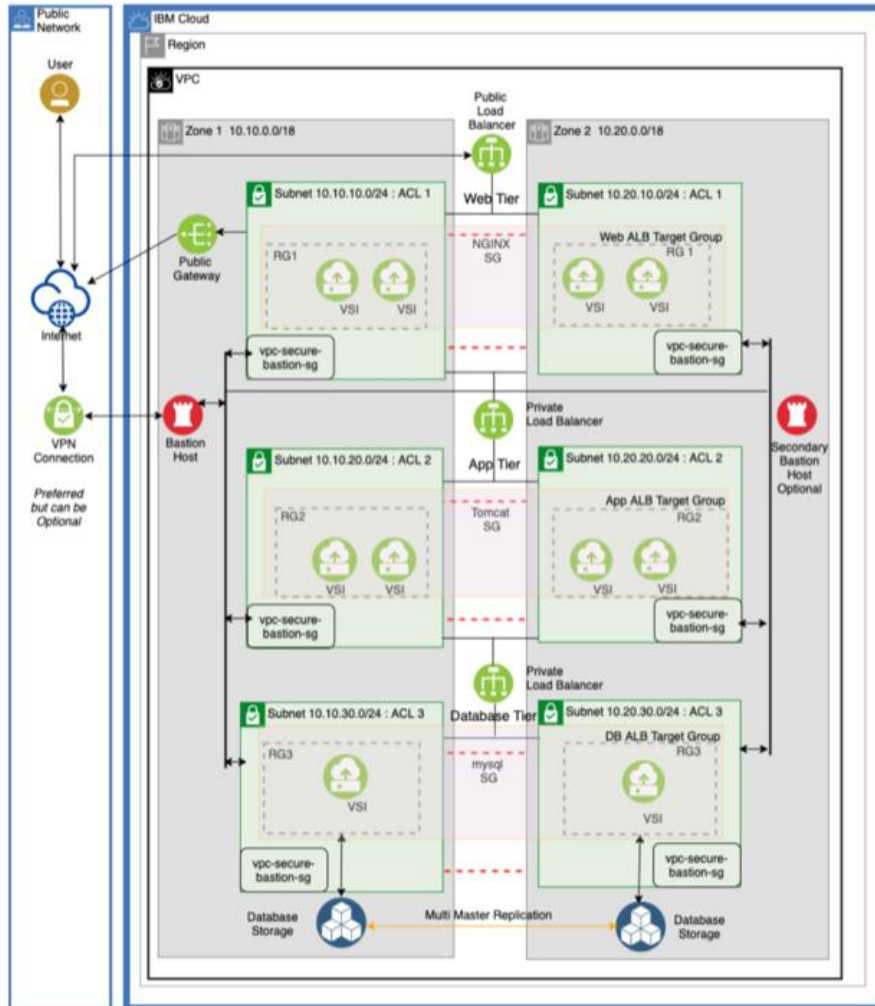 Public
Network
IBM Cloud
Region
VPC
User
Public
Load
Balancer
Zone 1 10.10.0.0/18
Zone 2 10.20.0.0/18
Subnet 10.10.10.0/24 : ACL 1
Web Tier
Subnet 10.20.10.0/24 : ACL 1
Public
Gateway
RG1
VSI
VSI
NGINX
SG
Web ALB Target Group
RG 1
VSI
VSI
Internet
vpc-secure-
bastion-sg
vpc-secure-
bastion-sg
VPN
Connection
Preferred
but can be
Optional
Bastion
Host
Private
Load Balancer
Secondary
Bastion
Host
Optional
Subnet 10.10.20.0/24 : ACL 2
App Tier
Subnet 10.20.20.0/24 : ACL 2
RG2
VSI
VSI
Tomcat
SG
App ALB Target Group
RG2
VSI
VSI
vpc-secure-
bastion-sg
vpc-secure-
bastion-sg
Private
Load Balancer
Subnet 10.10.30.0/24 : ACL 3
Database Tier
Subnet 10.20.30.0/24 : ACL 3
RG3
VSI
mysql
SG
DB ALB Target Group
RG3
VSI
vpc-secure-
bastion-sg
vpc-secure-
bastion-sg
Database
Storage
Multi Master Replication
Database
Storage